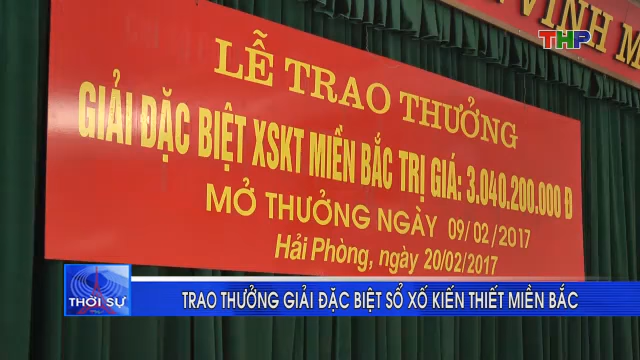 VINH M
THP
LỄ TRAO THƯỞNG
GIẢI ĐẶC BIỆT XSKT MIỀN BẮC TRỊ GIÁ: 3.040.200.000 Đ
MỞ THƯỞNG NGÀY 09/02/2017
Hải Phòng, ngày 20/02/2017
THỜI SỰ
TRAO THƯỞNG GIẢI ĐẶC BIỆT SỔ XỐ KIẾN THIẾT MIỀN BẮC